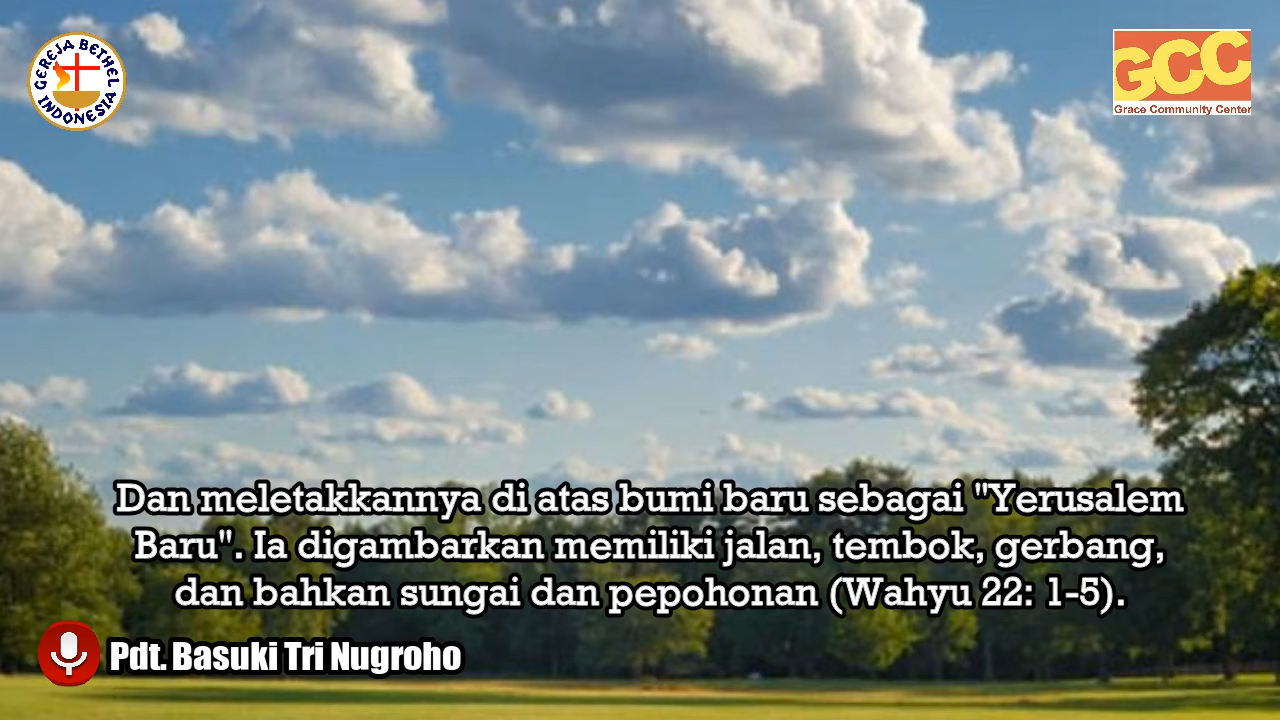 GEREJA BETHEL INDONESIA
GCC
Grace Community Center
Dan meletakkannya di atas bumi baru sebagai "Yerusalem
Baru". Ia digambarkan memiliki jalan, tembok, gerbang,
dan bahkan sungai dan pepohonan (Wahyu 22: 1-5).
Pdt. Basuki Tri Nugroho